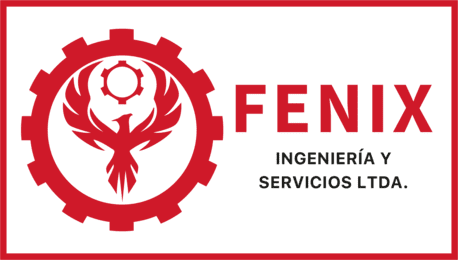 FENIX
INGENIERÍA Y
SERVICIOS LTDA.